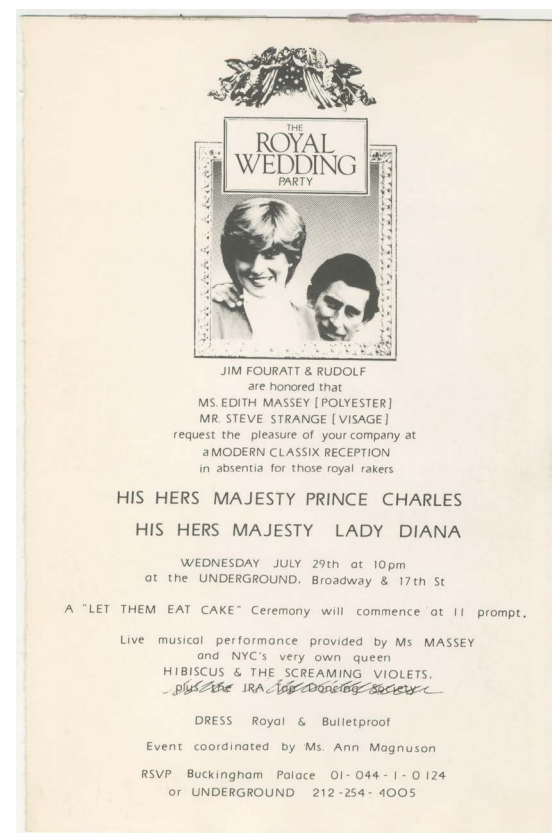 THE
ROYAL
WEDDING
PARTY
JIM FOURATT & RUDOLF
are honored that
MS. EDITH MASSEY [POLYESTER]
MR. STEVE STRANGE [VISAGE]
request the pleasure of your company at
a MODERN CLASSIX RECEPTION
in absentia for those royal rakers
HIS HERS MAJESTY PRINCE CHARLES
HIS HERS MAJESTY LADY DIANA
WEDNESDAY JULY 29th at 10pm
at the UNDERGROUND. Broadway & 17th St
A "LET THEM EAT CAKE" Ceremony will commence at 11 prompt.
Live musical performance provided by Ms MASSEY
and NYC's very own queen
HIBISCUS & THE SCREAMING VIOLETS.
plus the IRA Tap Dancing Society
DRESS Royal & Bulletproof
Event coordinated by Ms. Ann Magnuson
RSVP Buckingham Palace 01-044-1-0124
or UNDERGROUND 212-254-4005